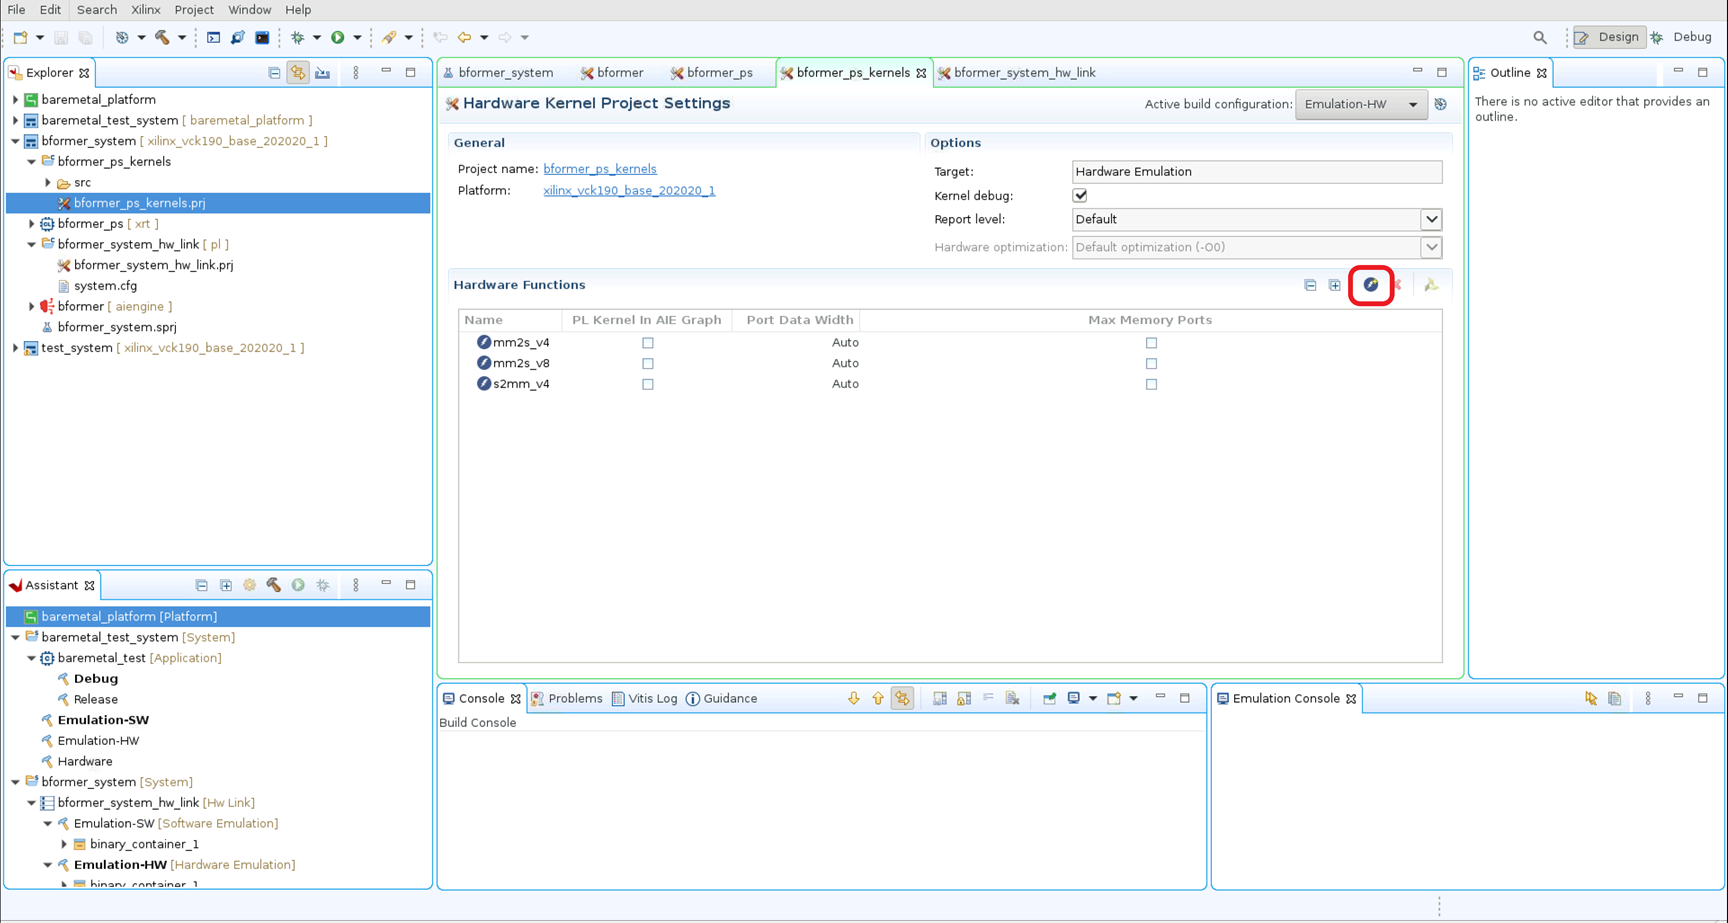 File Edit Search Xilinx Project Window Help
Design Debug
Explorer
baremetal_platform
baremetal_test_system [ baremetal_platform ]
bformer_system [ xilinx_vck190_base_202020_1 ]
bformer_ps_kernels
src
bformer_ps_kernels.prj
bformer_ps [ xrt ]
bformer_system_hw_link [ pl ]
bformer_system_hw_link.prj
system.cfg
bformer [ aiengine ]
bformer_system.sprj
test_system [ xilinx_vck190_base_202020_1 ]
bformer_system bformer bformer_ps bformer_ps_kernels bformer_system_hw_link
Hardware Kernel Project Settings
Active build configuration: Emulation-HW
General
Project name: bformer_ps_kernels
Platform: xilinx_vck190_base_202020_1
Options
Target: Hardware Emulation
Kernel debug:
Report level: Default
Hardware optimization: Default optimization (-O0)
Hardware Functions
Name PL Kernel In AIE Graph Port Data Width Max Memory Ports
mm2s_v4 Auto
mm2s_v8 Auto
s2mm_v4 Auto
Outline
There is no active editor that provides an
outline.
Assistant
baremetal_platform [Platform]
baremetal_test_system [System]
baremetal_test [Application]
Debug
Release
Emulation-SW
Emulation-HW
Hardware
bformer_system [System]
bformer_system_hw_link [Hw Link]
Emulation-SW [Software Emulation]
binary_container_1
Emulation-HW [Hardware Emulation]
binary_container_1
Console Problems Vitis Log Guidance
Build Console
Emulation Console